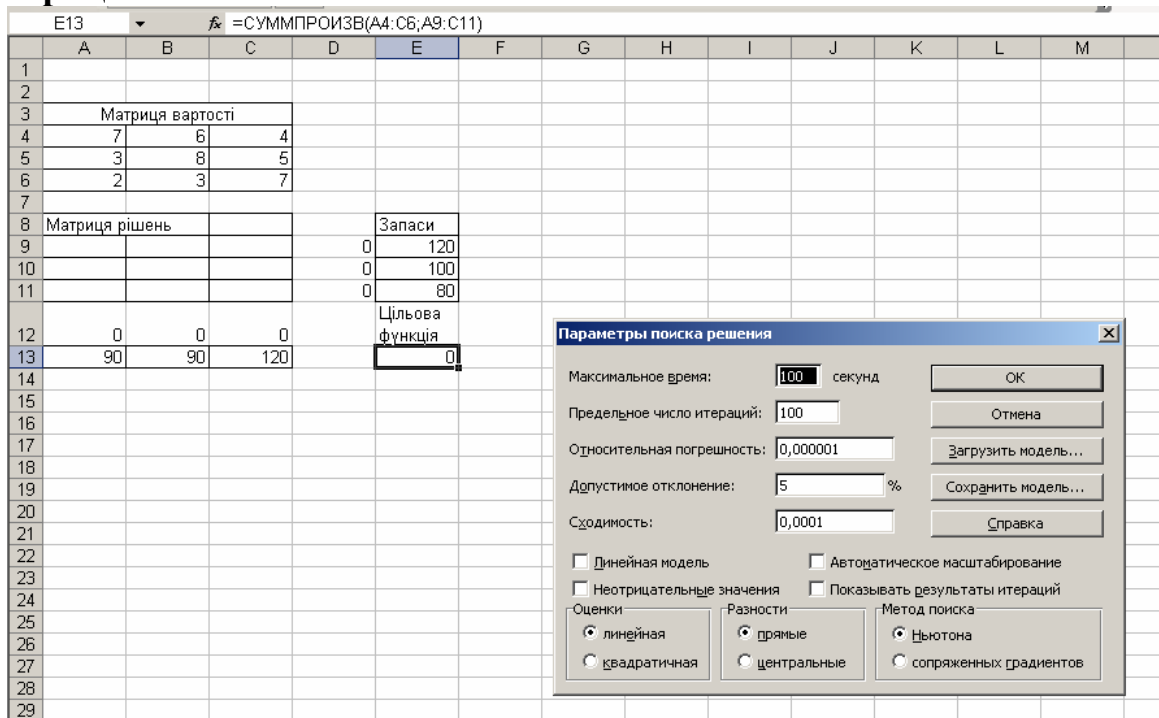 E13 fx =СУММПРОИЗВ(A4:C6;A9:C11)
A B C D E F G H I J K L M
1
2
3 Матриця вартості
4 7 6 4
5 3 8 5
6 2 3 7
7
8 Матриця рішень Запаси
9 0 120
10 0 100
11 0 80
Цільова
12 0 0 0 функція
13 90 90 120 0
14
15
16
17
18
19
20
21
22
23
24
25
26
27
28
29
Параметры поиска решения
Максимальное время: 100 секунд ОК
Предельное число итераций: 100 Отмена
Относительная погрешность: 0,000001 Загрузить модель...
Допустимое отклонение: 5 % Сохранить модель...
Сходимость: 0,0001 Справка
Линейная модель Автоматическое масштабирование
Неотрицательные значения Показывать результаты итераций
Оценки Разности Метод поиска
линейная прямые Ньютона
квадратичная центральные сопряженных градиентов